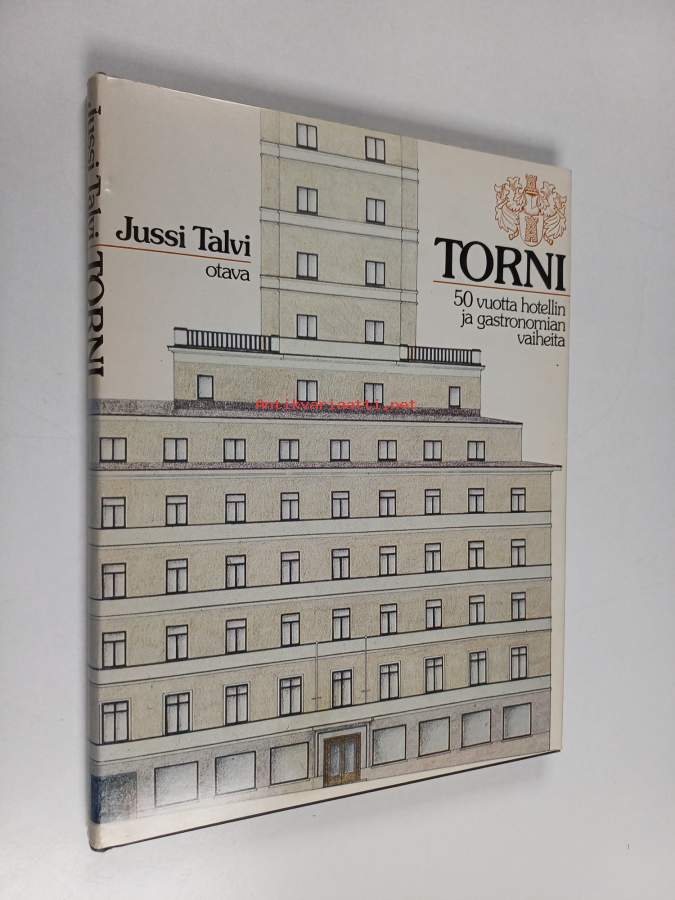 Jussi Talvi TORNI
Jussi Talvi
otava
TORNI
50 vuotta hotellin
ja gastronomian
vaiheita
Antikvariaatti.net